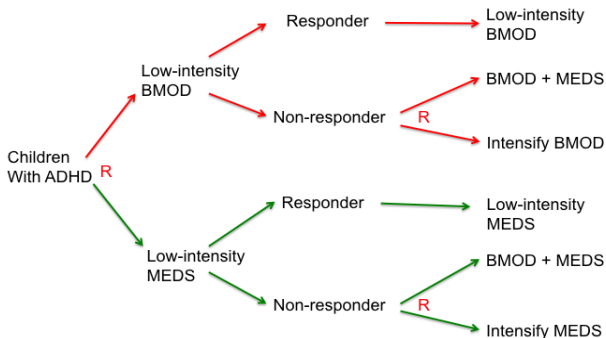 Responder
Low-intensity
BMOD
Low-intensity
BMOD
BMOD + MEDS
Non-responder
R
Intensify BMOD
Children
With ADHD
R
Responder
Low-intensity
MEDS
Low-intensity
MEDS
BMOD + MEDS
Non-responder
R
Intensify MEDS